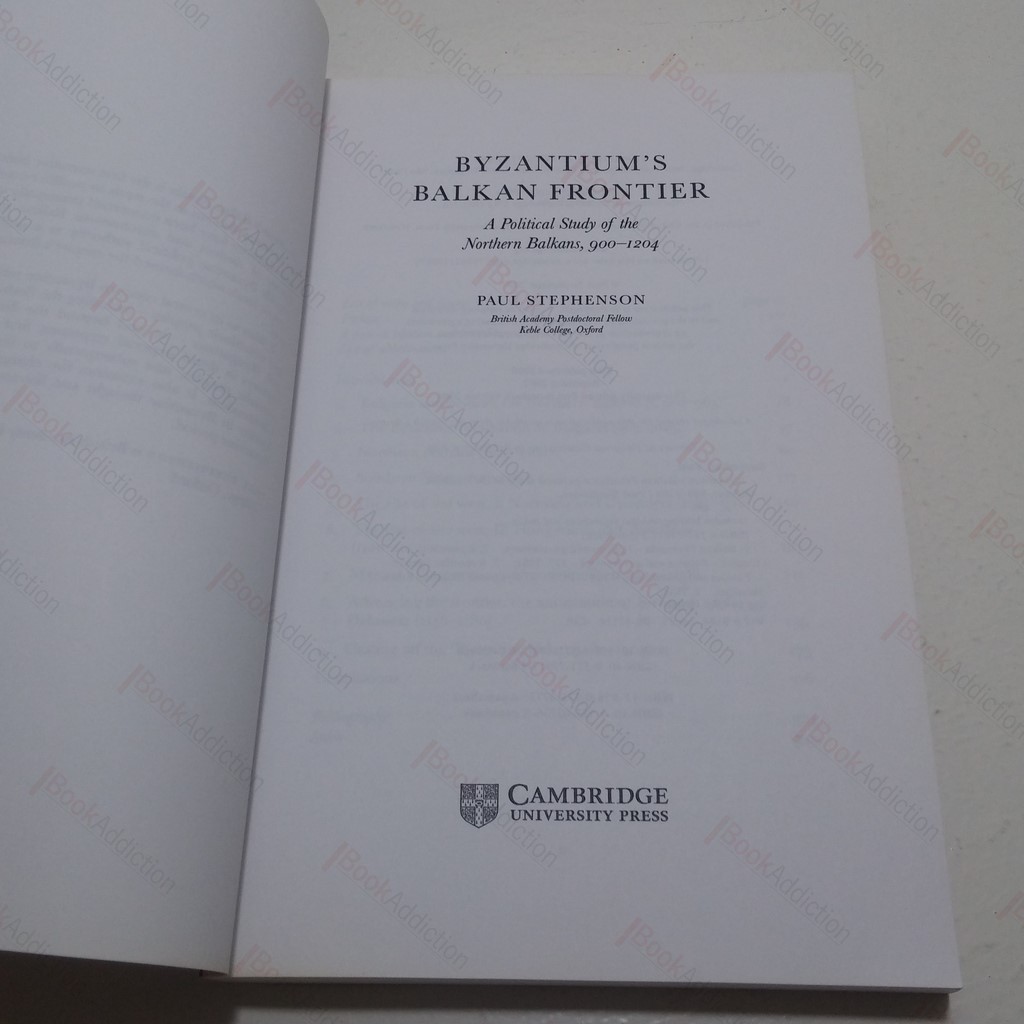 BYZANTIUM'S
BALKAN FRONTIER
A Political Study of the
Northern Balkans, 900–1204
PAUL STEPHENSON
British Academy Postdoctoral Fellow
Keble College, Oxford
CAMBRIDGE
UNIVERSITY PRESS
BookAddiction